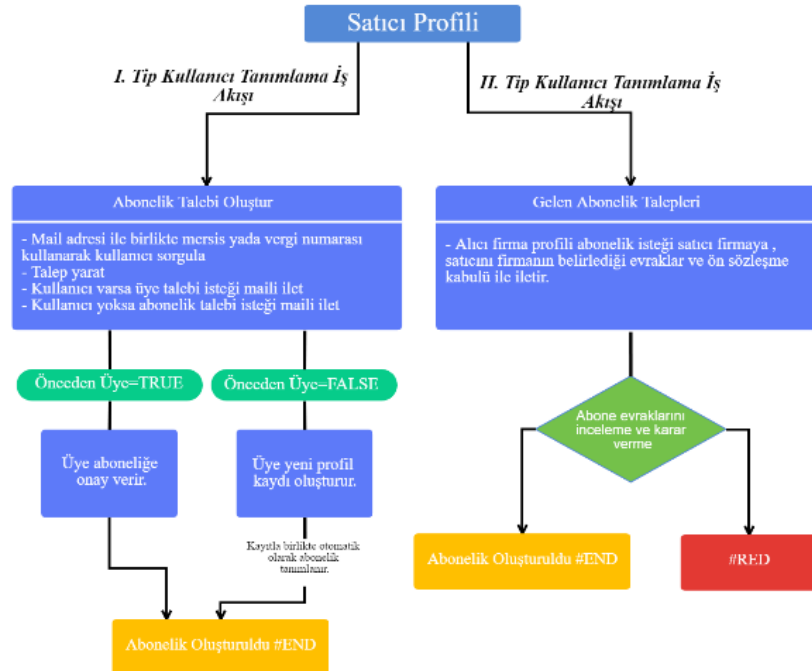 Satıcı Profili
I. Tip Kullanıcı Tanımlama İş
Akışı
II. Tip Kullanıcı Tanımlama İş
Akışı
Abonelik Talebi Oluştur
- Mail adresi ile birlikte mersis yada vergi numarası
kullanarak kullanıcı sorgula
- Talep yarat
- Kullanıcı varsa üye talebi isteği maili ilet
- Kullanıcı yoksa abonelik talebi isteği maili ilet
Gelen Abonelik Talepleri
- Alıcı firma profili abonelik isteği satıcı firmaya ,
satıcını firmanın belirlediği evraklar ve ön sözleşme
kabulü ile iletir.
Önceden Üye=TRUE
Önceden Üye=FALSE
Üye aboneliğe
onay verir.
Üye yeni profil
kaydı oluşturur.
Kayıtla birlikte otomatik
olarak abonelik
tanımlanır.
Abonelik Oluşturuldu #END
Abone evraklarını
inceleme ve karar
verme
Abonelik Oluşturuldu #END
#RED